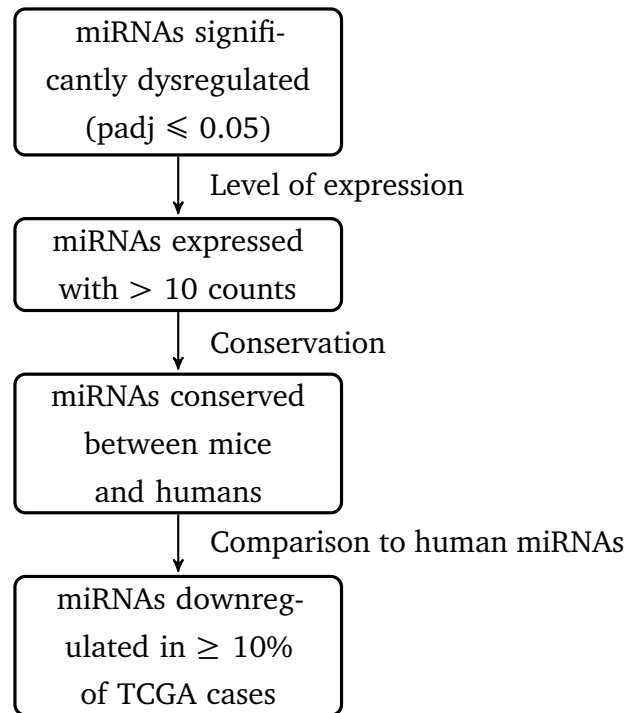 miRNAs signifi-
cantly dysregulated
(padj ⩽ 0.05)
Level of expression
miRNAs expressed
with > 10 counts
Conservation
miRNAs conserved
between mice
and humans
Comparison to human miRNAs
miRNAs downreg-
ulated in ≥ 10%
of TCGA cases